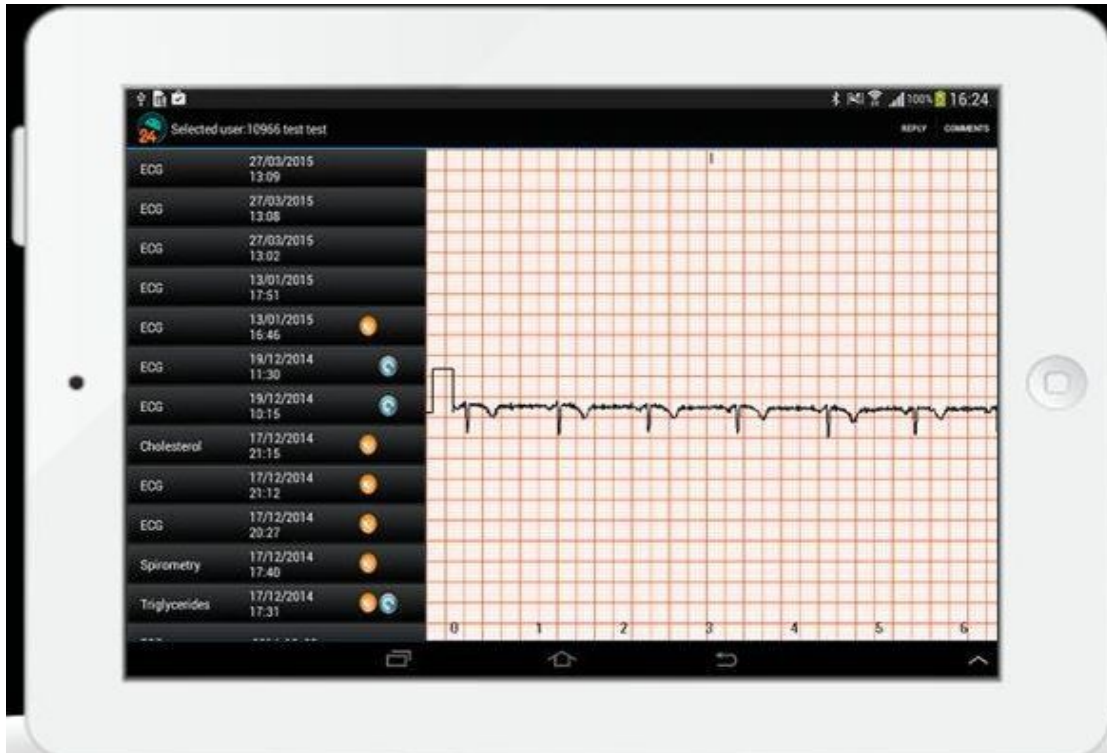 100% 16:24
24 Selected user:10966 test test
REPLY COMMENTS
ECG 27/03/2015
13:09
ECG 27/03/2015
13:08
ECG 27/03/2015
13:02
ECG 13/01/2015
17:51
ECG 13/01/2015
16:46
ECG 19/12/2014
11:30
ECG 19/12/2014
10:15
Cholesterol 17/12/2014
21:15
ECG 17/12/2014
21:12
ECG 17/12/2014
20:27
Spirometry 17/12/2014
17:40
Triglycerides 17/12/2014
17:31
I
0 1 2 3 4 5 6